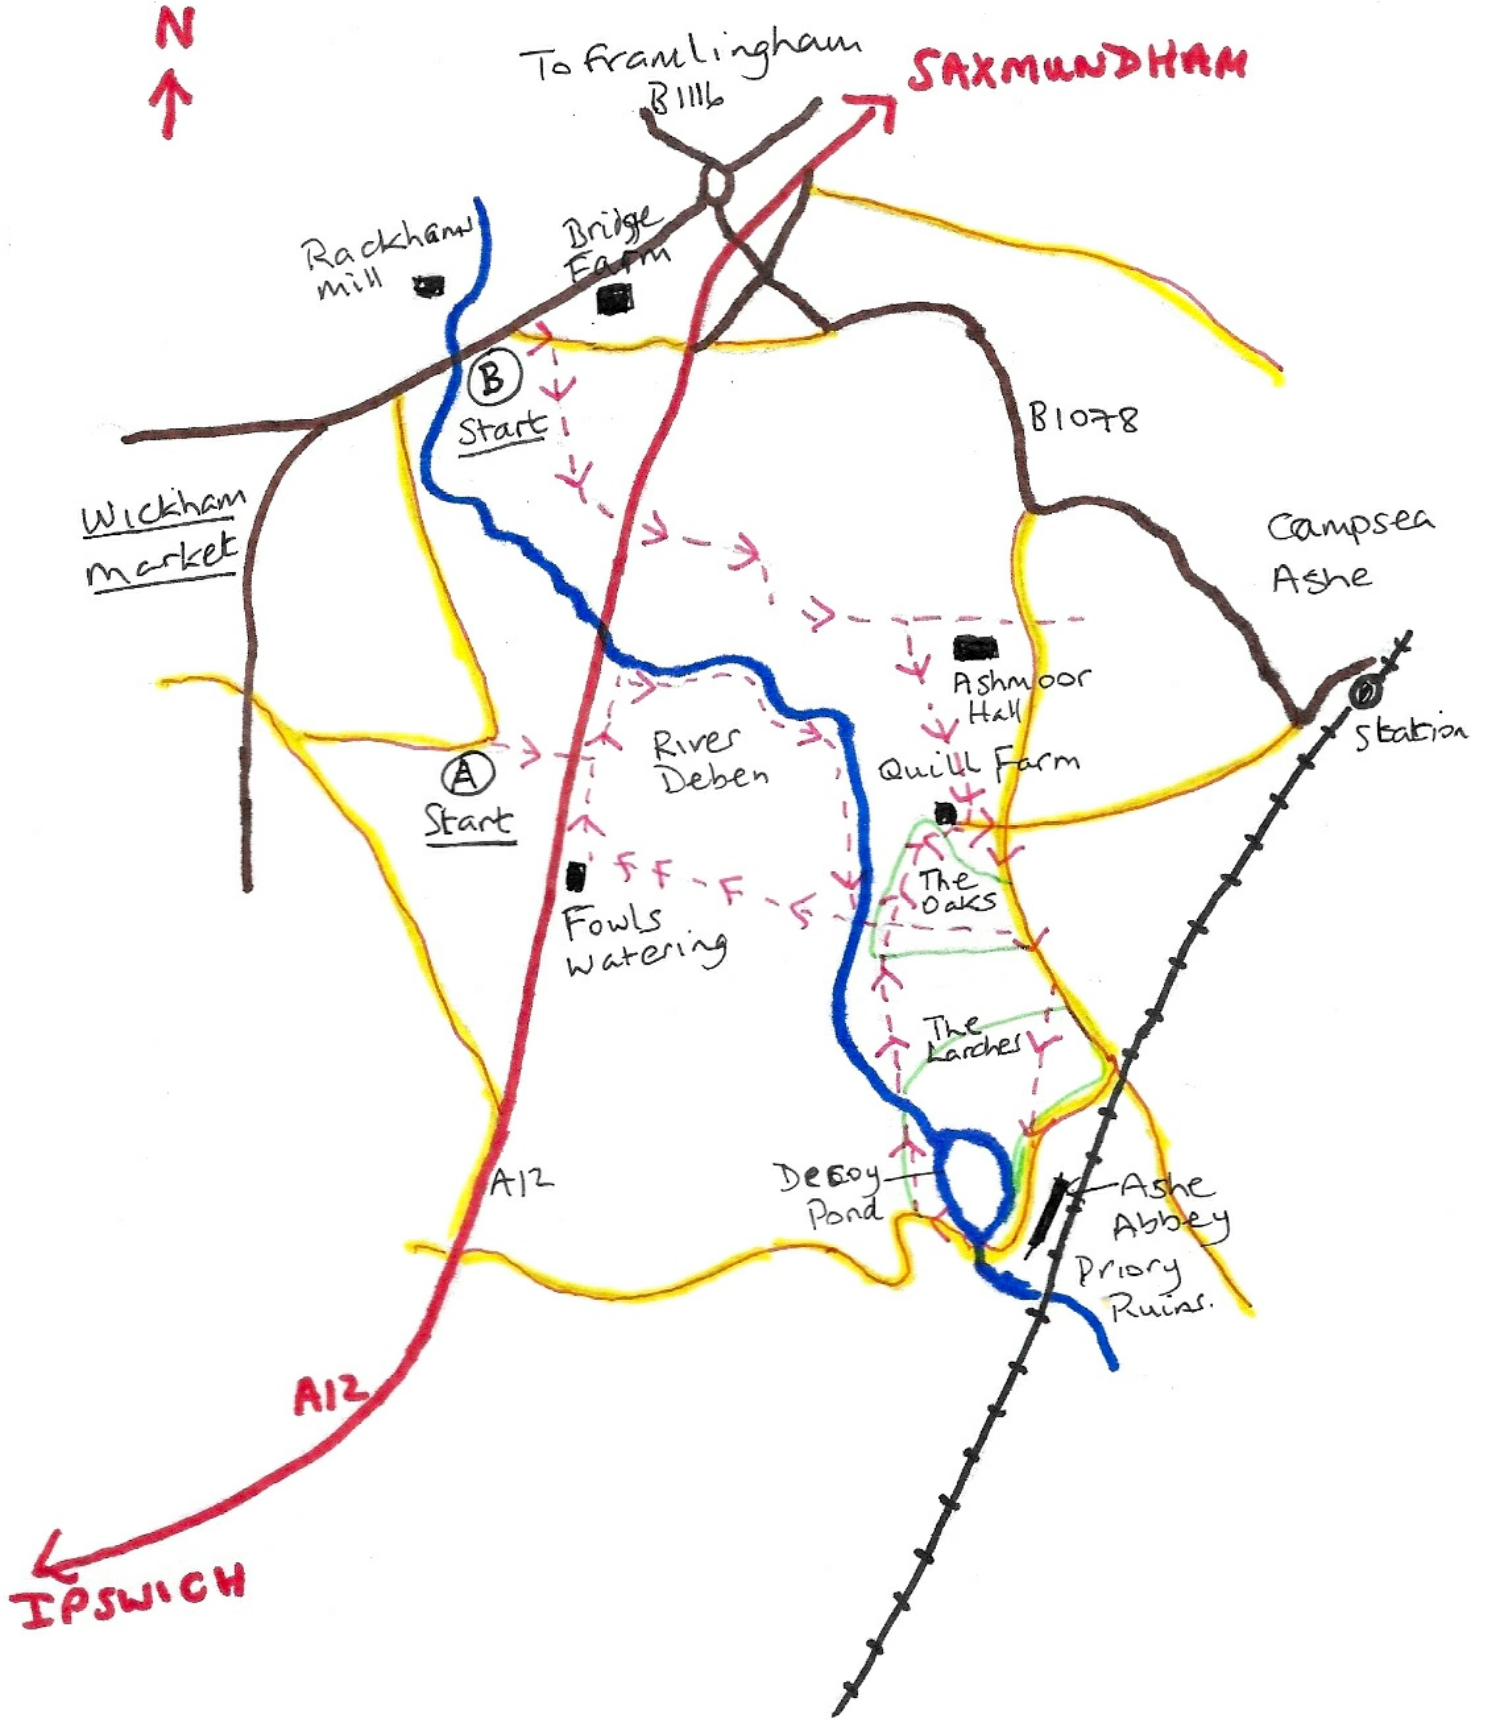 N
To Framlingham
B1116
SAXMUNDHAM
Rackham
mill
Bridge
Farm
B
Start
B1078
Wickham
market
Campsea
Ashe
Ashmoor
Hall
Station
River
Deben
Quill Farm
A
Start
The
Oaks
Fowls
Watering
The
Larches
A12
Decoy
Pond
Ashe
Abbey
Priory
Ruins.
A12
IPSWICH